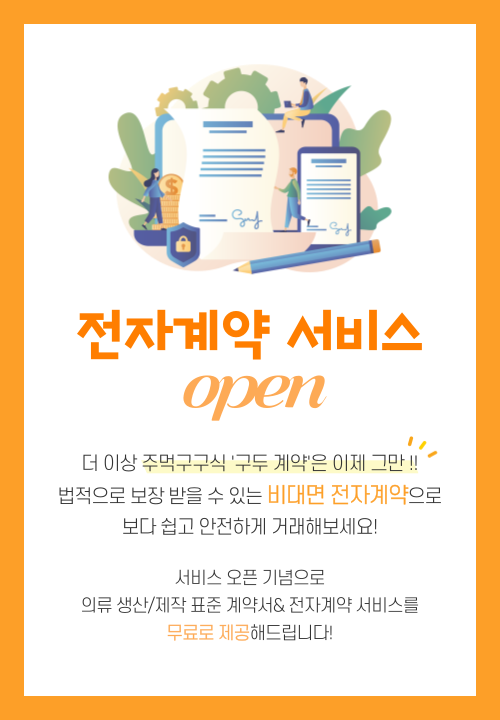 전자계약 서비스
open
더 이상 주먹구구식 '구두 계약'은 이제 그만 !!
법적으로 보장 받을 수 있는 비대면 전자계약으로
보다 쉽고 안전하게 거래해보세요!
서비스 오픈 기념으로
의류 생산/제작 표준 계약서& 전자계약 서비스를
무료로 제공해드립니다!